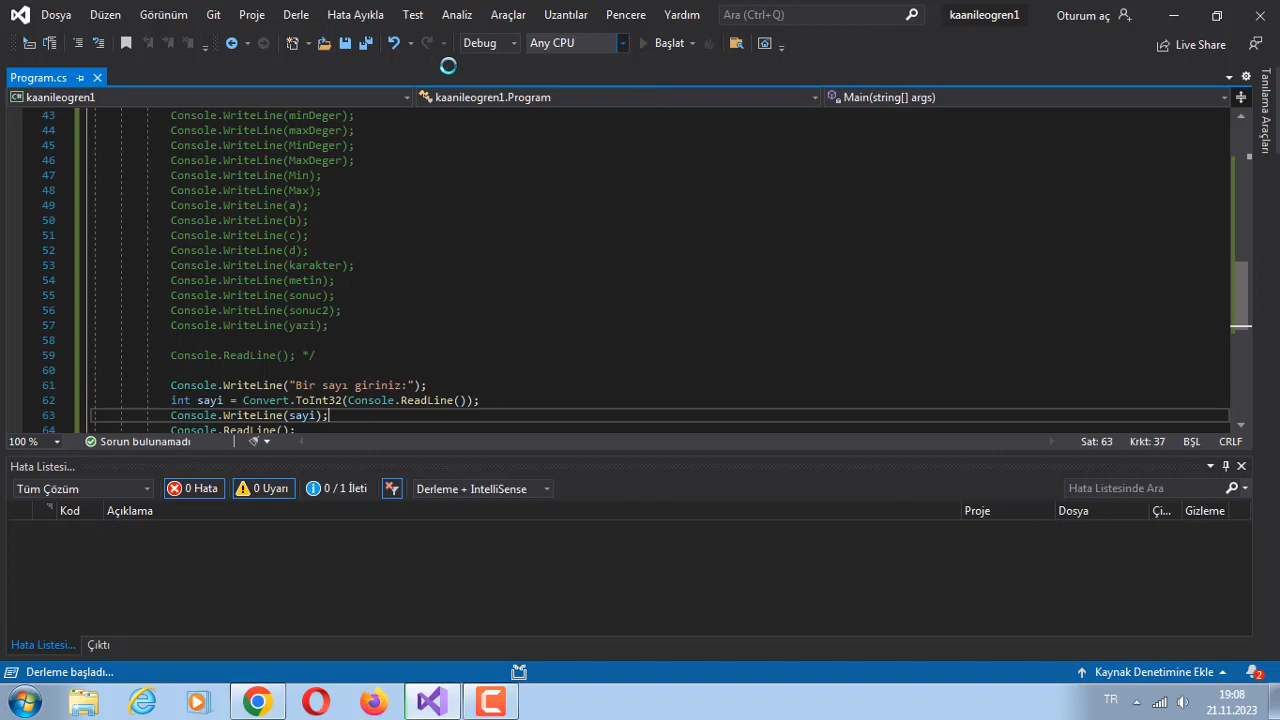 Dosya Düzen Görünüm Git Proje Derle Hata Ayıkla Test Analiz Araçlar Uzantılar Pencere Yardım Ara (Ctrl+Q) kaanileogren1 Oturum aç
Debug Any CPU Başlat Live Share
Program.cs
kaanileogren1 kaanileogren1.Program Main(string[] args)
Tanılama Araçları
43 Console.WriteLine(minDeger);
44 Console.WriteLine(maxDeger);
45 Console.WriteLine(MinDeger);
46 Console.WriteLine(MaxDeger);
47 Console.WriteLine(Min);
48 Console.WriteLine(Max);
49 Console.WriteLine(a);
50 Console.WriteLine(b);
51 Console.WriteLine(c);
52 Console.WriteLine(d);
53 Console.WriteLine(karakter);
54 Console.WriteLine(metin);
55 Console.WriteLine(sonuc);
56 Console.WriteLine(sonuc2);
57 Console.WriteLine(yazi);
58
59 Console.ReadLine(); */
60
61 Console.WriteLine("Bir sayı giriniz:");
62 int sayi = Convert.ToInt32(Console.ReadLine());
63 Console.WriteLine(sayi);
64 Console.ReadLine();
100 % Sorun bulunamadı Sat: 63 Krkt: 37 BŞL CRLF
Hata Listesi...
Tüm Çözüm 0 Hata 0 Uyarı 0 / 1 İleti Derleme + IntelliSense Hata Listesinde Ara
Kod Açıklama Proje Dosya Çi... Gizleme
Hata Listesi... Çıktı
Derleme başladı... Kaynak Denetimine Ekle 2
TR 19:08
21.11.2023